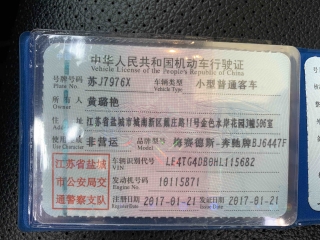 中华人民共和国机动车行驶证
Vehicle License of the People's Republic of China
号牌号码 苏J7976X 车辆类型 小型普通客车
Plate No. Vehicle Type
所有人 黄璐艳
Owner
住址 江苏省盐城市城南新区戴庄路11号金色水岸花园3幢506室
Address
使用性质 非营运 品牌型号 梅赛德斯-奔驰牌BJ6447F
Use Character Model
江苏省盐城市公安局交通警察支队
车辆识别代号 LE4TG4DB0HL115682
VIN
发动机号码 10115871
Engine No.
注册日期 2017-01-21 发证日期 2017-01-21
Register Date Issue Date